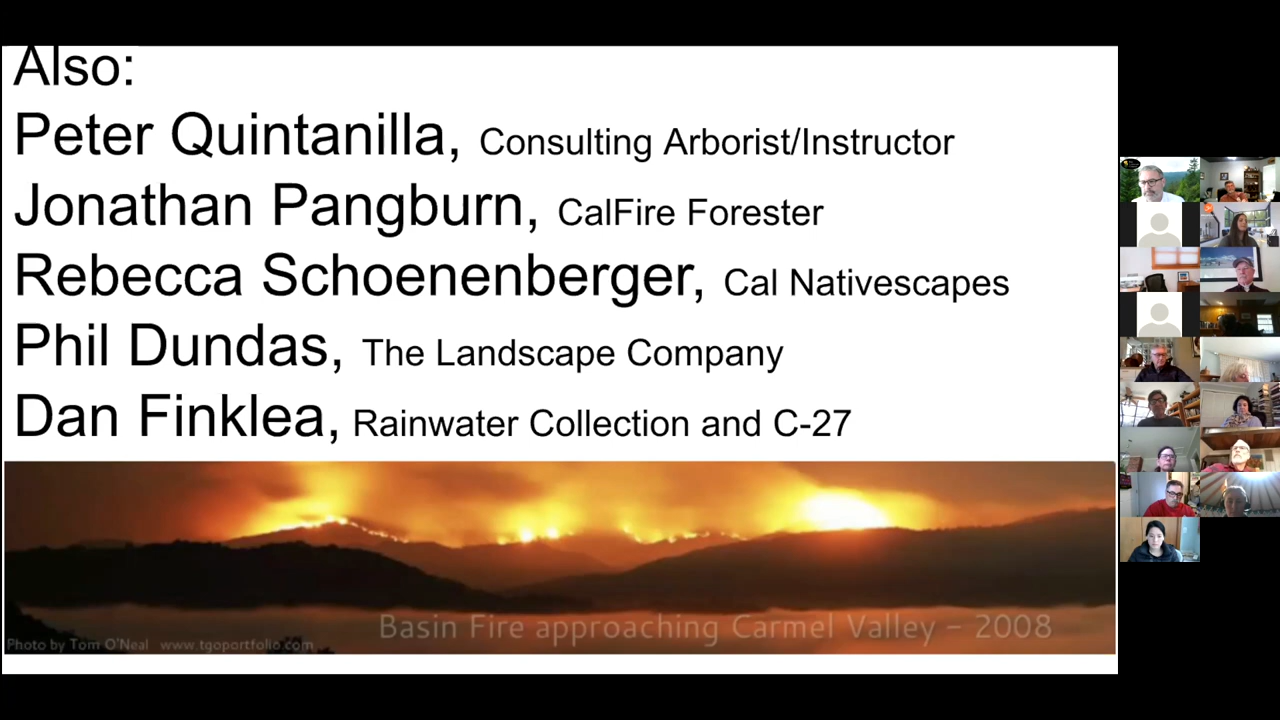 Also:
Peter Quintanilla, Consulting Arborist/Instructor
Jonathan Pangburn, CalFire Forester
Rebecca Schoenenberger, Cal Nativescapes
Phil Dundas, The Landscape Company
Dan Finklea, Rainwater Collection and C-27
Basin Fire approaching Carmel Valley - 2008
Photo by Tom O'Neal www.tgoportfolio.com